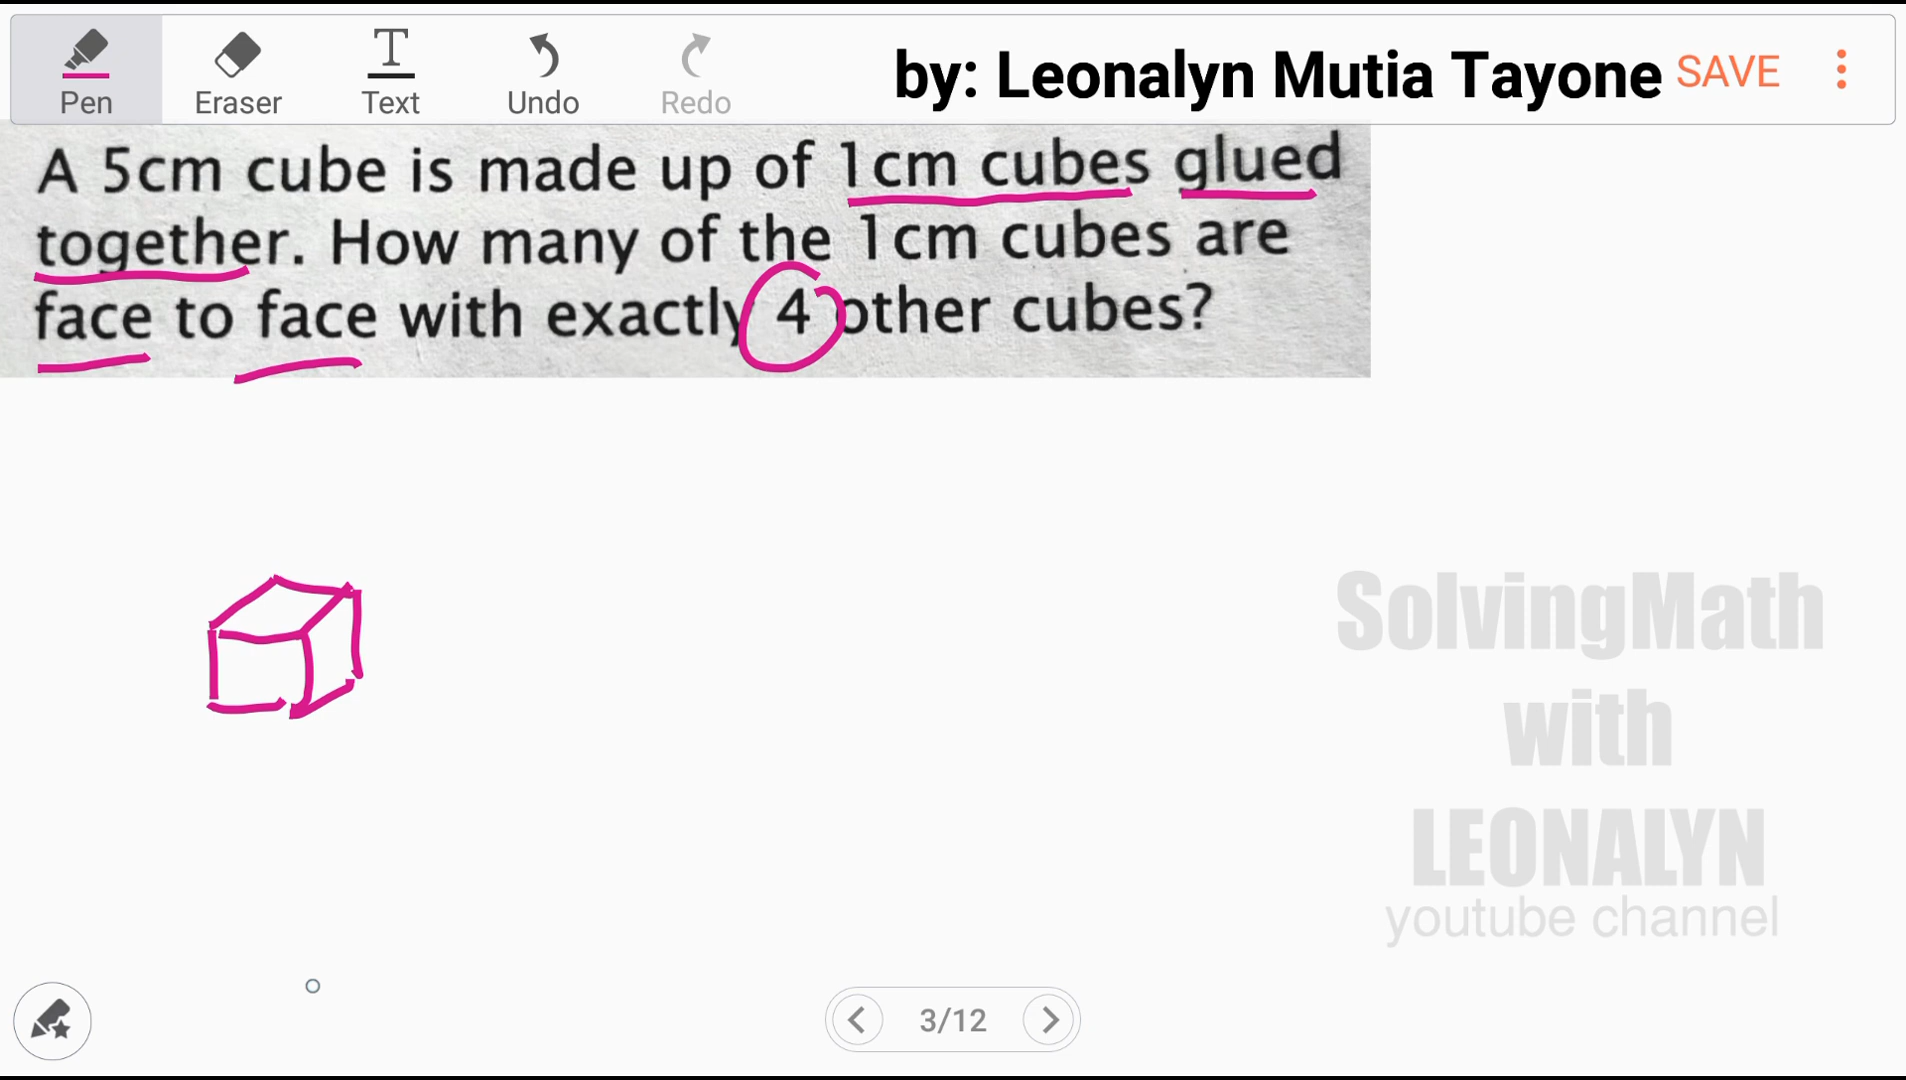 Pen
Eraser
Text
Undo
Redo
by: Leonalyn Mutia Tayone
SAVE
A 5cm cube is made up of 1cm cubes glued
together. How many of the 1cm cubes are
face to face with exactly 4 other cubes?
SolvingMath
with
LEONALYN
youtube channel
3/12